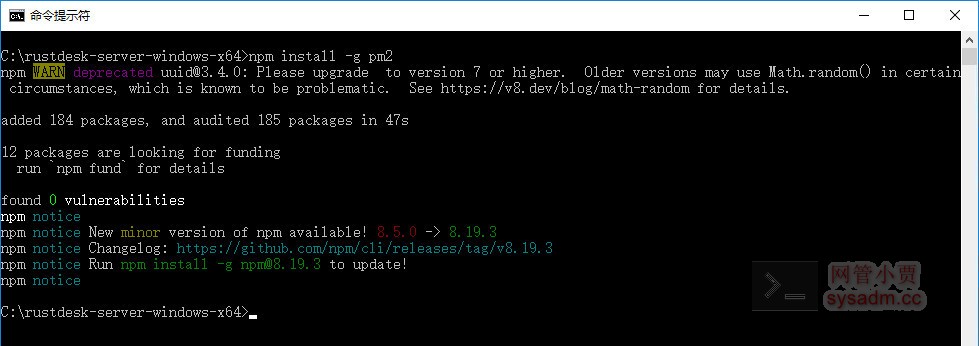 命令提示符
C:\rustdesk-server-windows-x64>npm install -g pm2
npm WARN deprecated uuid@3.4.0: Please upgrade  to version 7 or higher.  Older versions may use Math.random() in certain
 circumstances, which is known to be problematic.  See https://v8.dev/blog/math-random for details.
added 184 packages, and audited 185 packages in 47s
12 packages are looking for funding
  run `npm fund` for details
found 0 vulnerabilities
npm notice
npm notice New minor version of npm available! 8.5.0 -> 8.19.3
npm notice Changelog: https://github.com/npm/cli/releases/tag/v8.19.3
npm notice Run npm install -g npm@8.19.3 to update!
npm notice
C:\rustdesk-server-windows-x64>
网管小贾
sysadm.cc